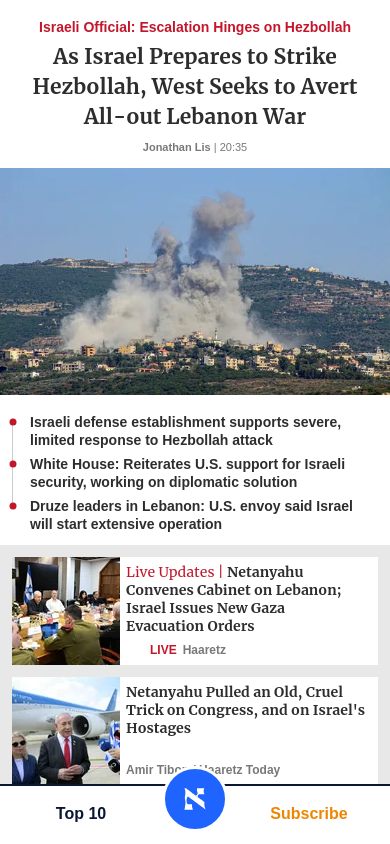 Israeli Official: Escalation Hinges on Hezbollah
As Israel Prepares to Strike
Hezbollah, West Seeks to Avert
All-out Lebanon War
Jonathan Lis | 20:35
Israeli defense establishment supports severe,
limited response to Hezbollah attack
White House: Reiterates U.S. support for Israeli
security, working on diplomatic solution
Druze leaders in Lebanon: U.S. envoy said Israel
will start extensive operation
Live Updates | Netanyahu
Convenes Cabinet on Lebanon;
Israel Issues New Gaza
Evacuation Orders
LIVE Haaretz
Netanyahu Pulled an Old, Cruel
Trick on Congress, and on Israel's
Hostages
Amir Haaretz Today
Top 10
Subscribe